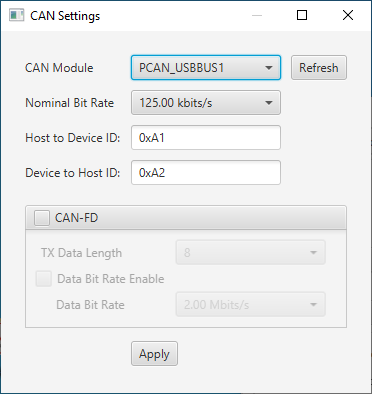 CAN Settings
CAN Module PCAN_USBBUS1 Refresh
Nominal Bit Rate 125.00 kbits/s
Host to Device ID: 0xA1
Device to Host ID: 0xA2
CAN-FD
TX Data Length 8
Data Bit Rate Enable
Data Bit Rate 2.00 Mbits/s
Apply